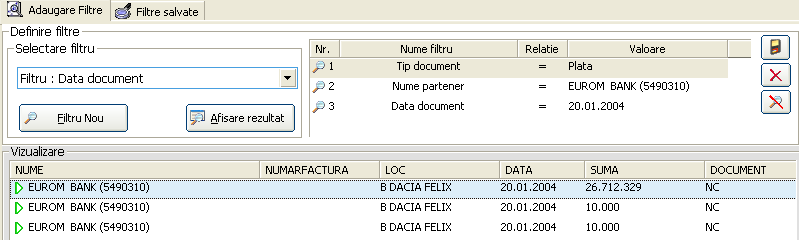 Adaugare Filtre Filtre salvate
Definire filtre
Selectare filtru
Filtru : Data document
Filtru Nou Afisare rezultat
Nr. Nume filtru Relatie Valoare
1 Tip document = Plata
2 Nume partener = EUROM BANK (5490310)
3 Data document = 20.01.2004
Vizualizare
NUME NUMARFACTURA LOC DATA SUMA DOCUMENT
EUROM BANK (5490310) B DACIA FELIX 20.01.2004 26.712.329 NC
EUROM BANK (5490310) B DACIA FELIX 20.01.2004 10.000 NC
EUROM BANK (5490310) B DACIA FELIX 20.01.2004 10.000 NC